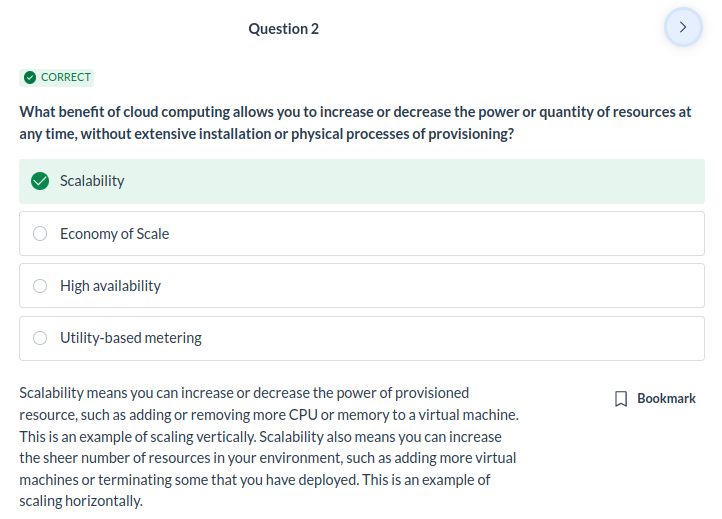 Question 2
CORRECT
What benefit of cloud computing allows you to increase or decrease the power or quantity of resources at
any time, without extensive installation or physical processes of provisioning?
Scalability
Economy of Scale
High availability
Utility-based metering
Scalability means you can increase or decrease the power of provisioned
resource, such as adding or removing more CPU or memory to a virtual machine.
This is an example of scaling vertically. Scalability also means you can increase
the sheer number of resources in your environment, such as adding more virtual
machines or terminating some that you have deployed. This is an example of
scaling horizontally.
Bookmark